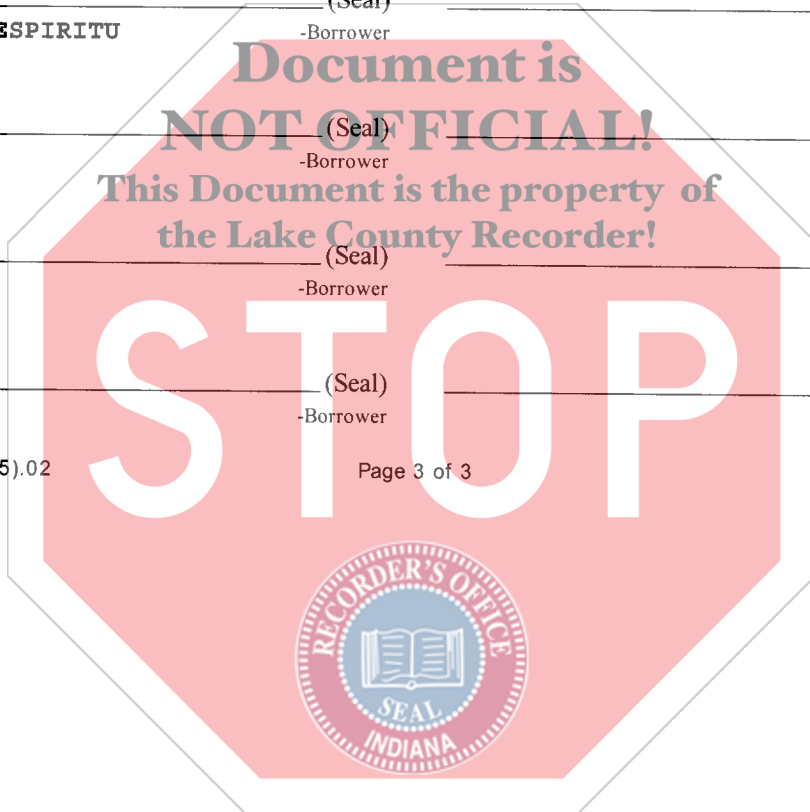 (Seal)
ESPIRITU -Borrower
Document is
NOT OFFICIAL!
(Seal)
-Borrower
This Document is the property of
the Lake County Recorder!
(Seal)
-Borrower
STOP
(Seal)
-Borrower
5).02 Page 3 of 3
RECORDER'S OFFICE
SEAL
INDIANA